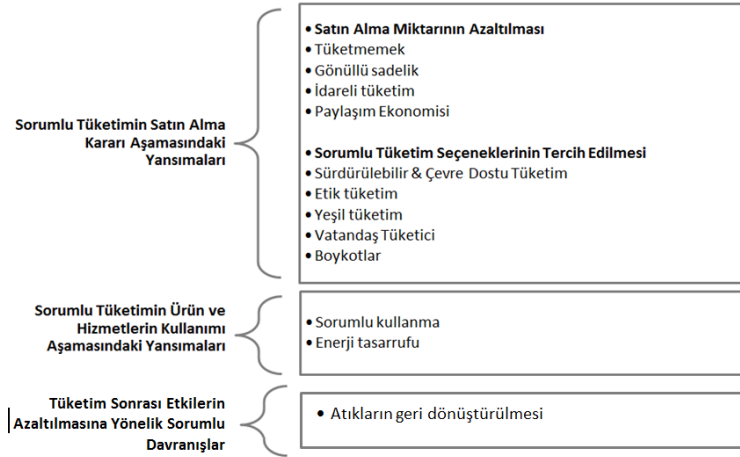 Sorumlu Tüketimin Satın Alma
Kararı Aşamasındaki
Yansımaları
• Satın Alma Miktarının Azaltılması
• Tüketmemek
• Gönüllü sadelik
• İdareli tüketim
• Paylaşım Ekonomisi
• Sorumlu Tüketim Seçeneklerinin Tercih Edilmesi
• Sürdürülebilir & Çevre Dostu Tüketim
• Etik tüketim
• Yeşil tüketim
• Vatandaş Tüketici
• Boykotlar
Sorumlu Tüketimin Ürün ve
Hizmetlerin Kullanımı
Aşamasındaki Yansımaları
• Sorumlu kullanma
• Enerji tasarrufu
Tüketim Sonrası Etkilerin
Azaltılmasına Yönelik Sorumlu
Davranışlar
• Atıkların geri dönüştürülmesi